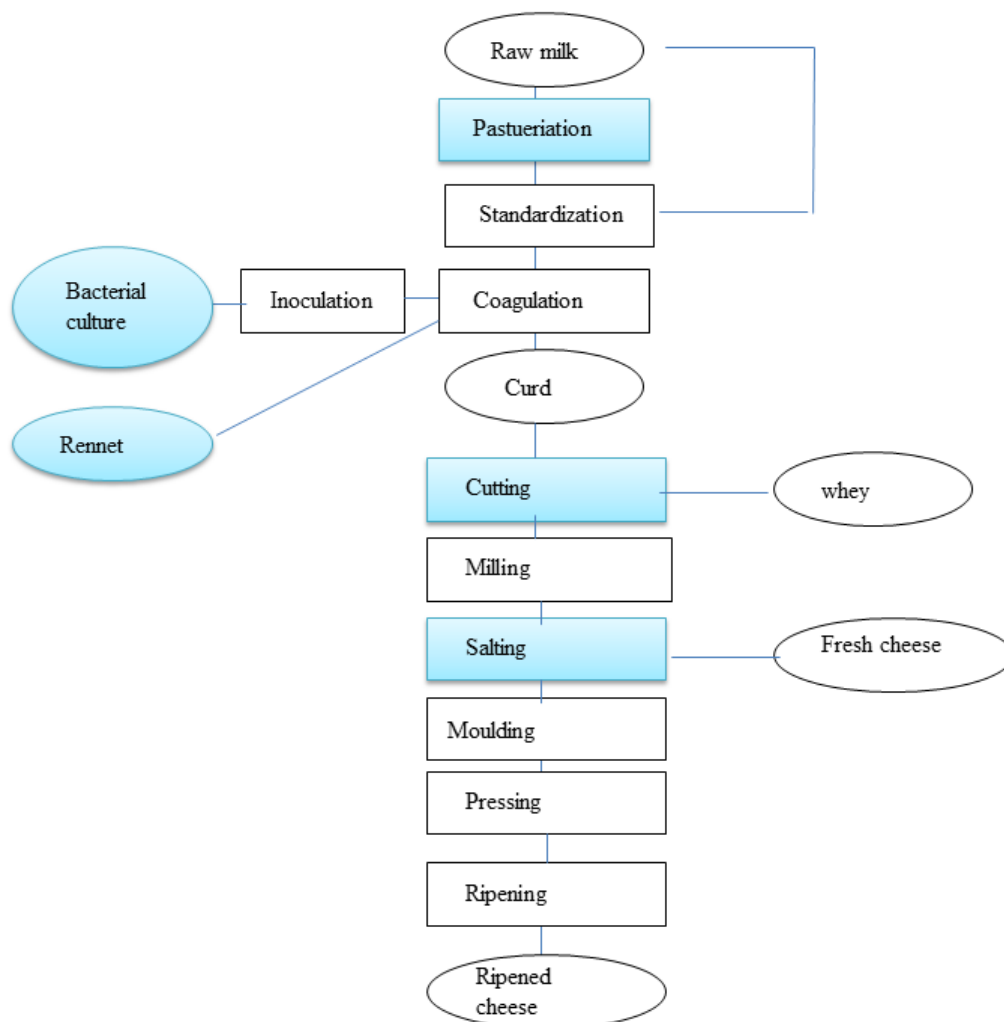 Raw milk
Pastueriation
Standardization
Bacterial
culture
Inoculation
Coagulation
Curd
Rennet
Cutting
whey
Milling
Salting
Fresh cheese
Moulding
Pressing
Ripening
Ripened
cheese